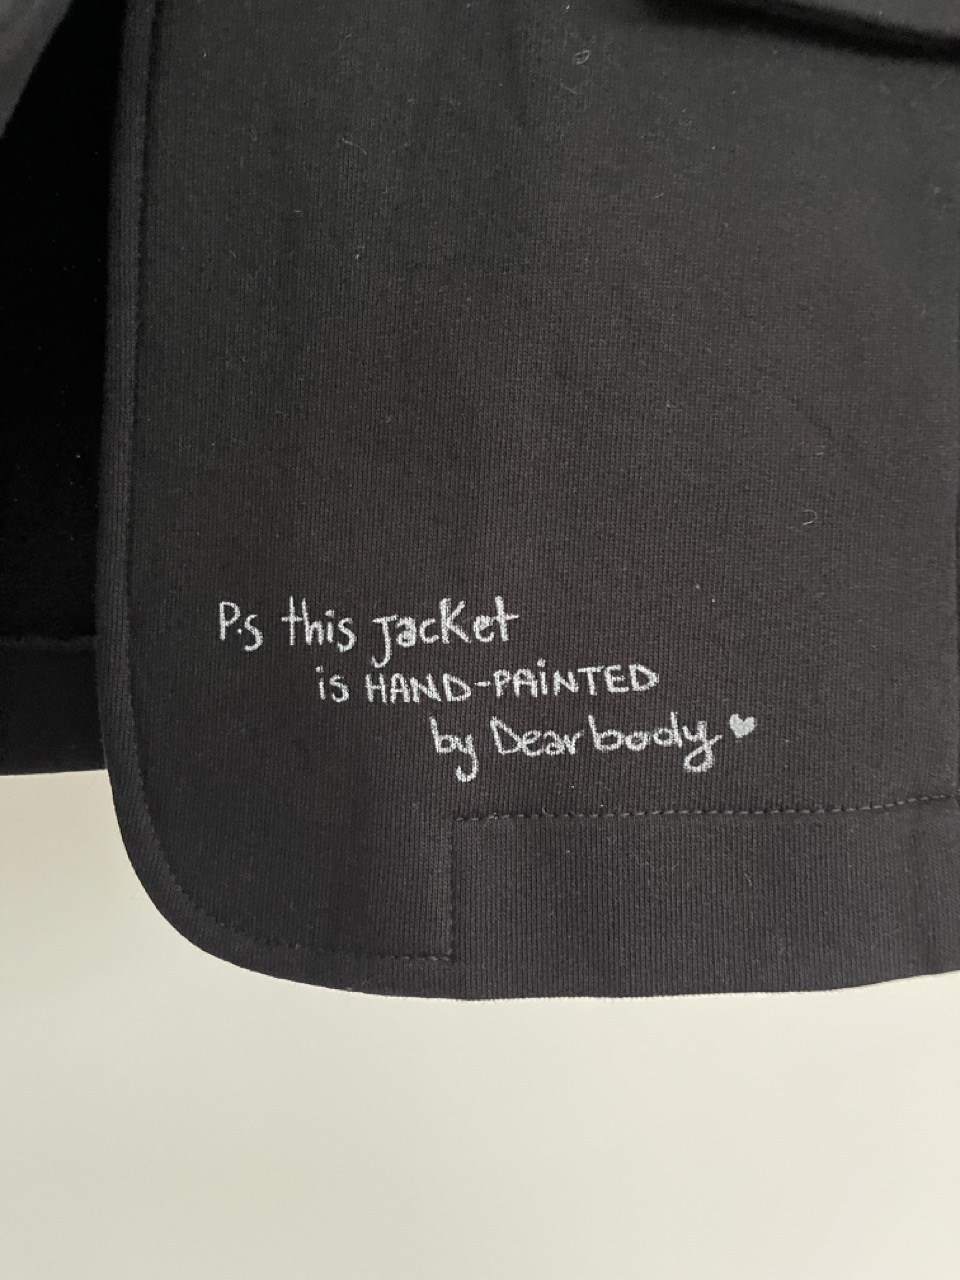 P.s this jacket
is HAND-PAiNTED
by Dearbody ♥